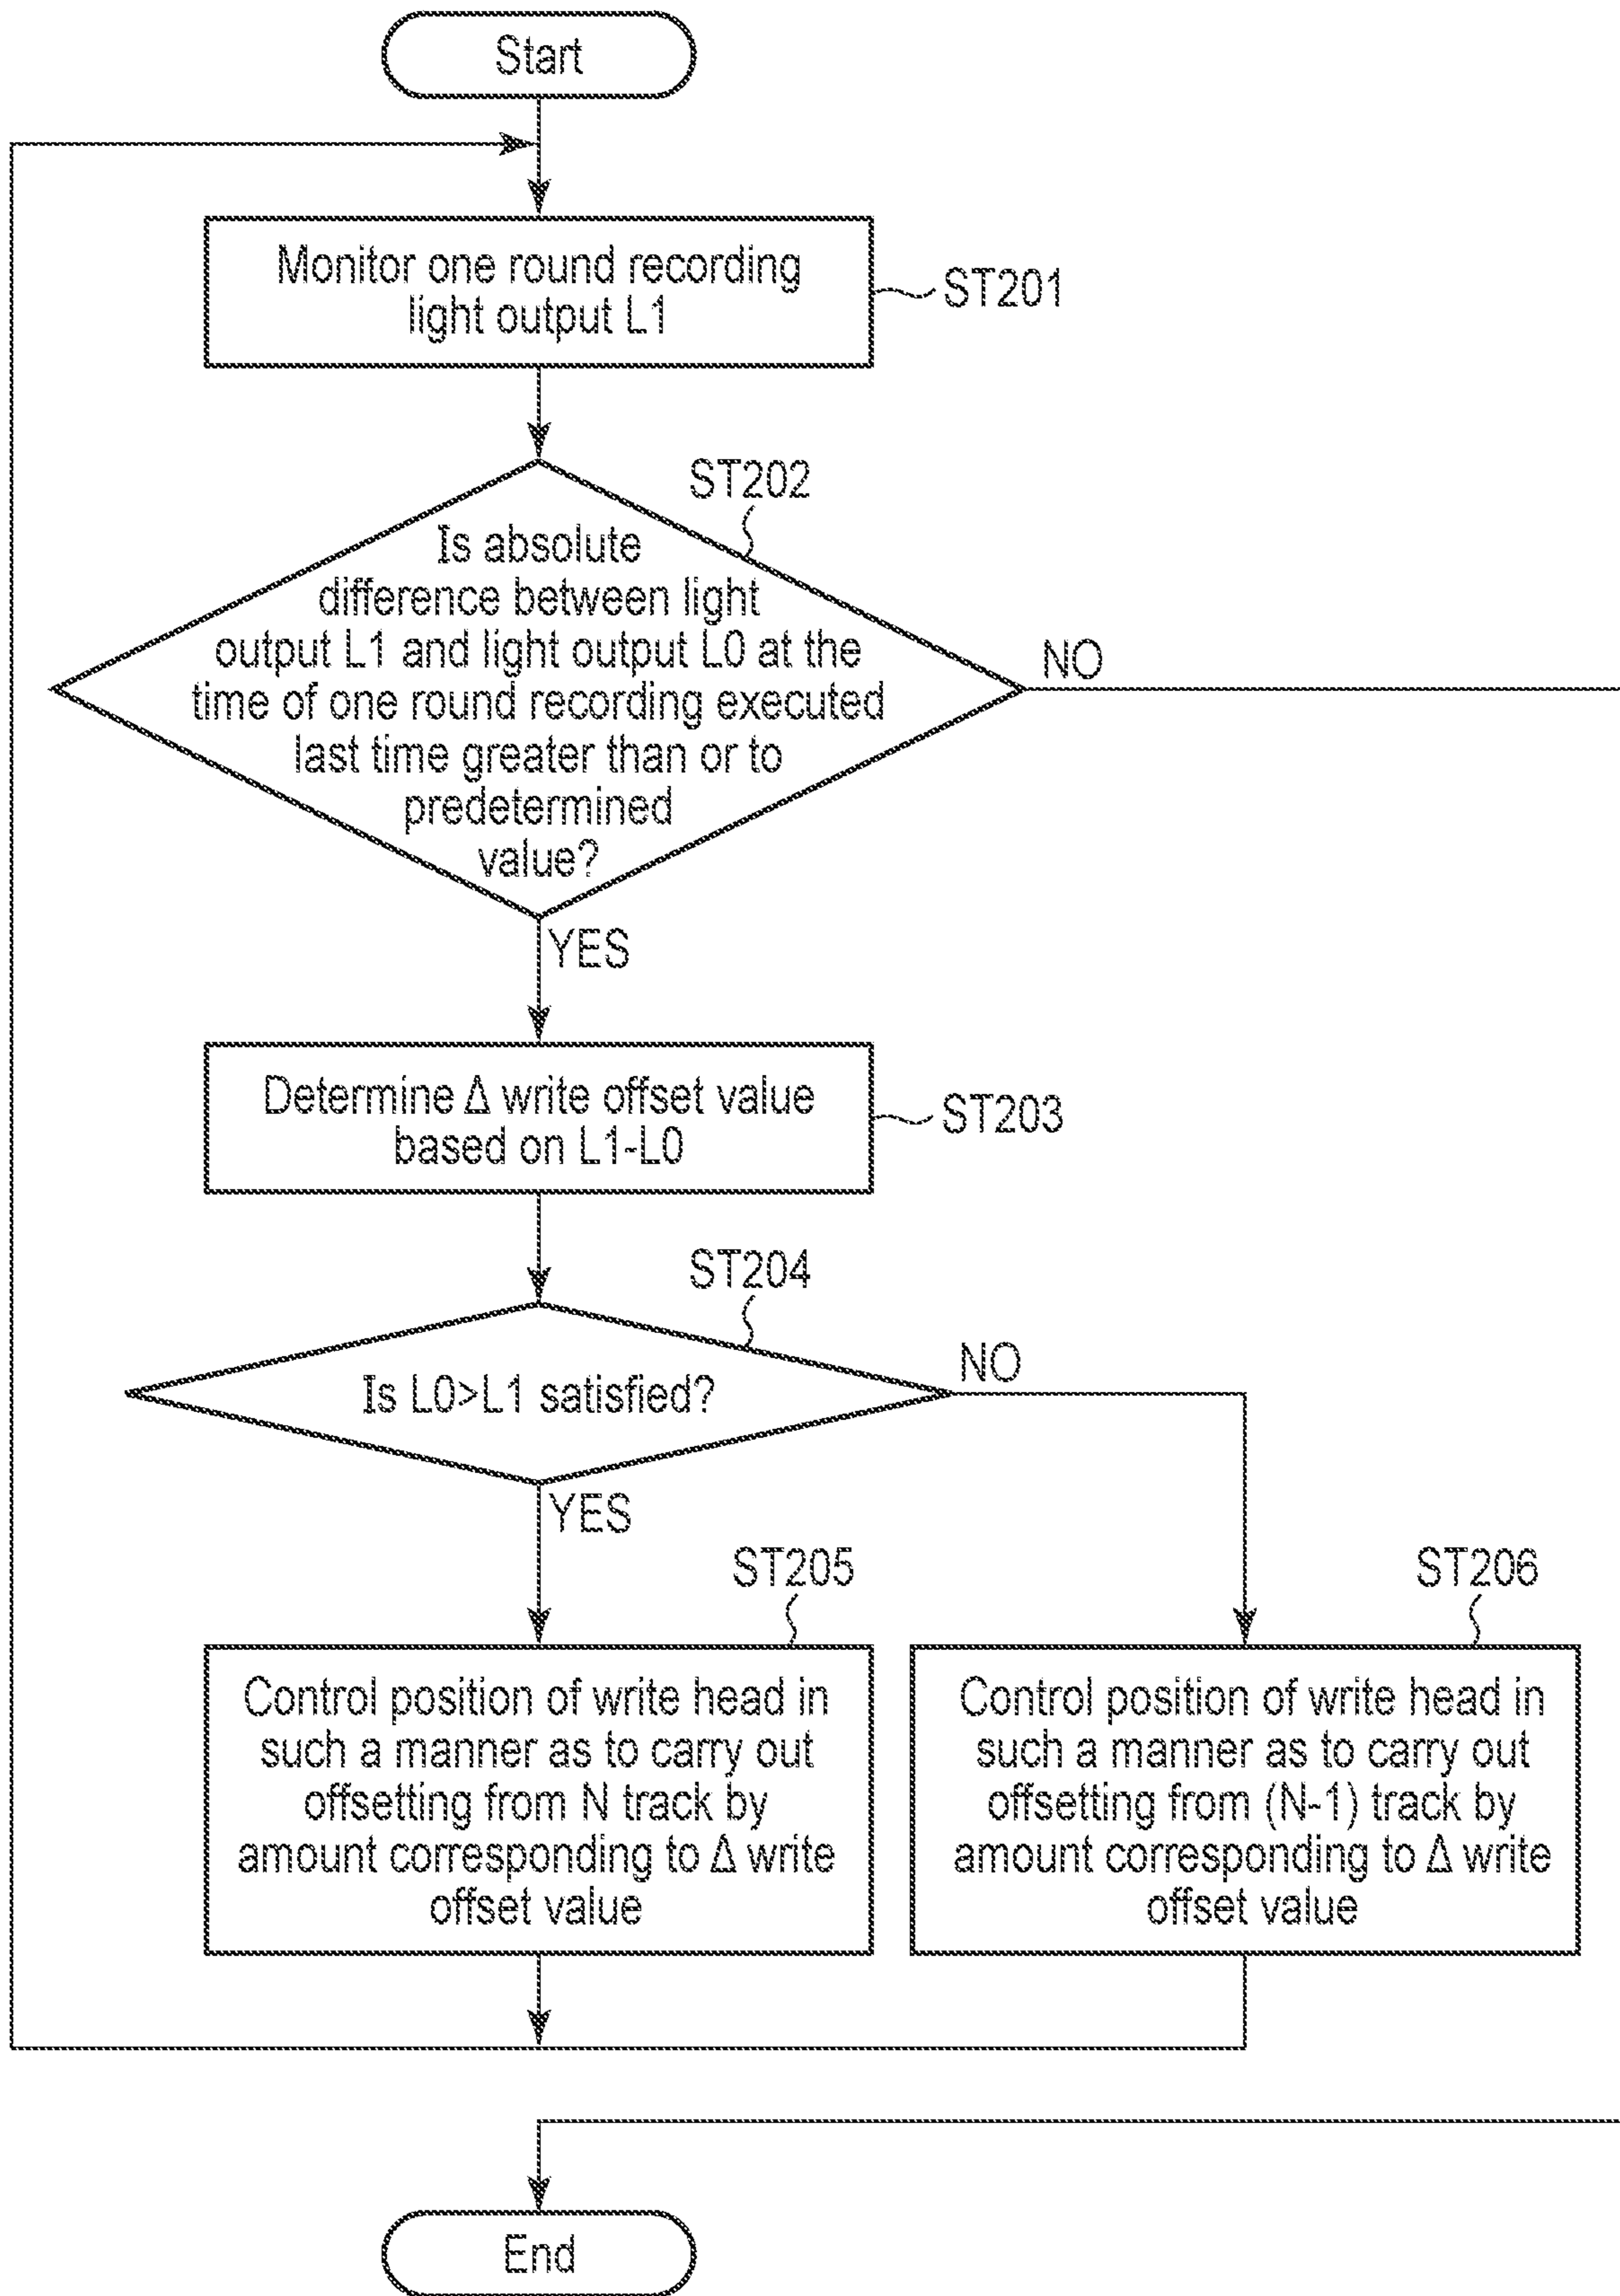 Start
Monitor one round recording
light output L1
ST201
ST202
Is absolute
difference between light
output L1 and light output L0 at the
time of one round recording executed
last time greater than or to
predetermined
value?
NO
YES
Determine Δ write offset value
based on L1-L0
ST203
ST204
Is L0>L1 satisfied?
NO
YES
ST205
Control position of write head in
such a manner as to carry out
offsetting from N track by
amount corresponding to Δ write
offset value
ST206
Control position of write head in
such a manner as to carry out
offsetting from (N-1) track by
amount corresponding to Δ write
offset value
End